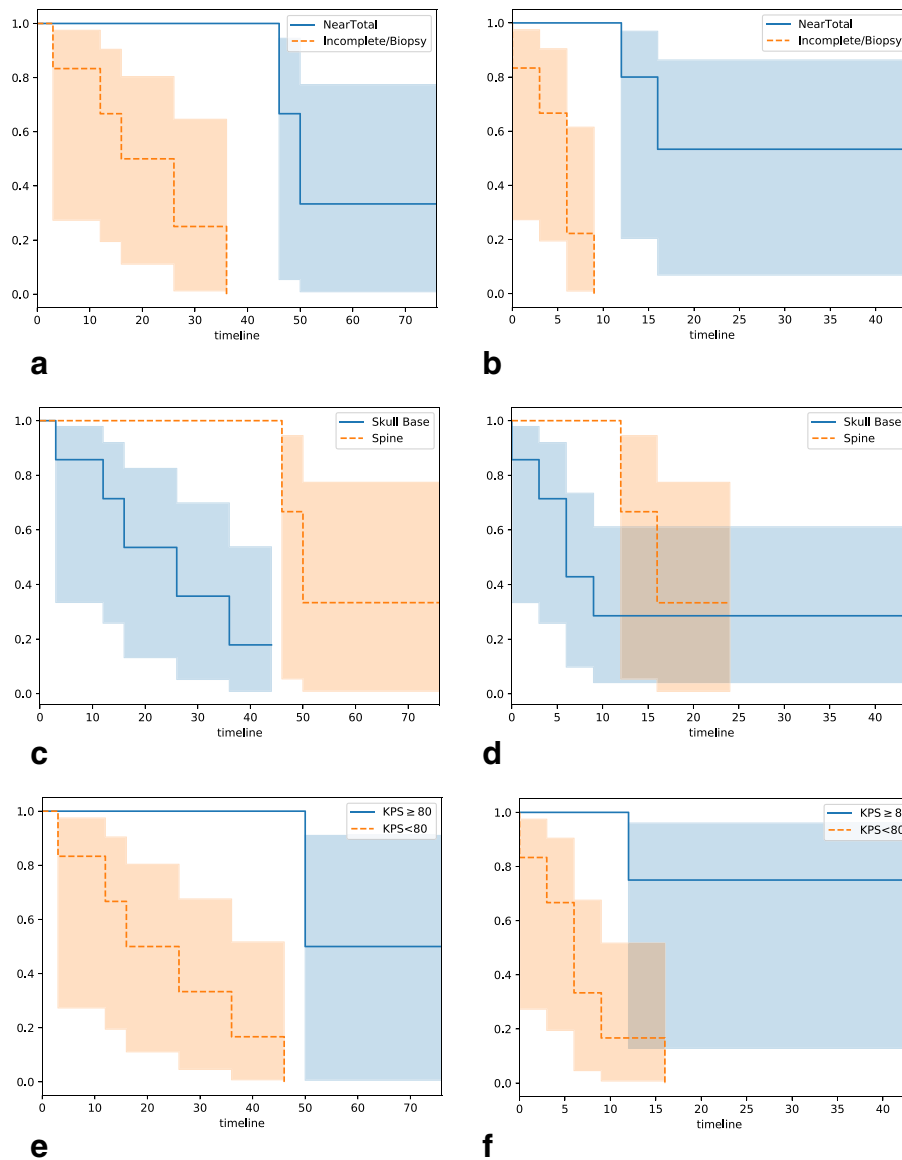 1.0
0.8
0.6
0.4
0.2
0.0
NearTotal
Incomplete/Biopsy
0 10 20 30 40 50 60 70
timeline
a
1.0
0.8
0.6
0.4
0.2
0.0
NearTotal
Incomplete/Biopsy
0 5 10 15 20 25 30 35 40
timeline
b
1.0
0.8
0.6
0.4
0.2
0.0
Skull Base
Spine
0 10 20 30 40 50 60 70
timeline
c
1.0
0.8
0.6
0.4
0.2
0.0
Skull Base
Spine
0 5 10 15 20 25 30 35 40
timeline
d
1.0
0.8
0.6
0.4
0.2
0.0
KPS ≥ 80
KPS<80
0 10 20 30 40 50 60 70
timeline
e
1.0
0.8
0.6
0.4
0.2
0.0
KPS ≥ 8
KPS<80
0 5 10 15 20 25 30 35 40
timeline
f